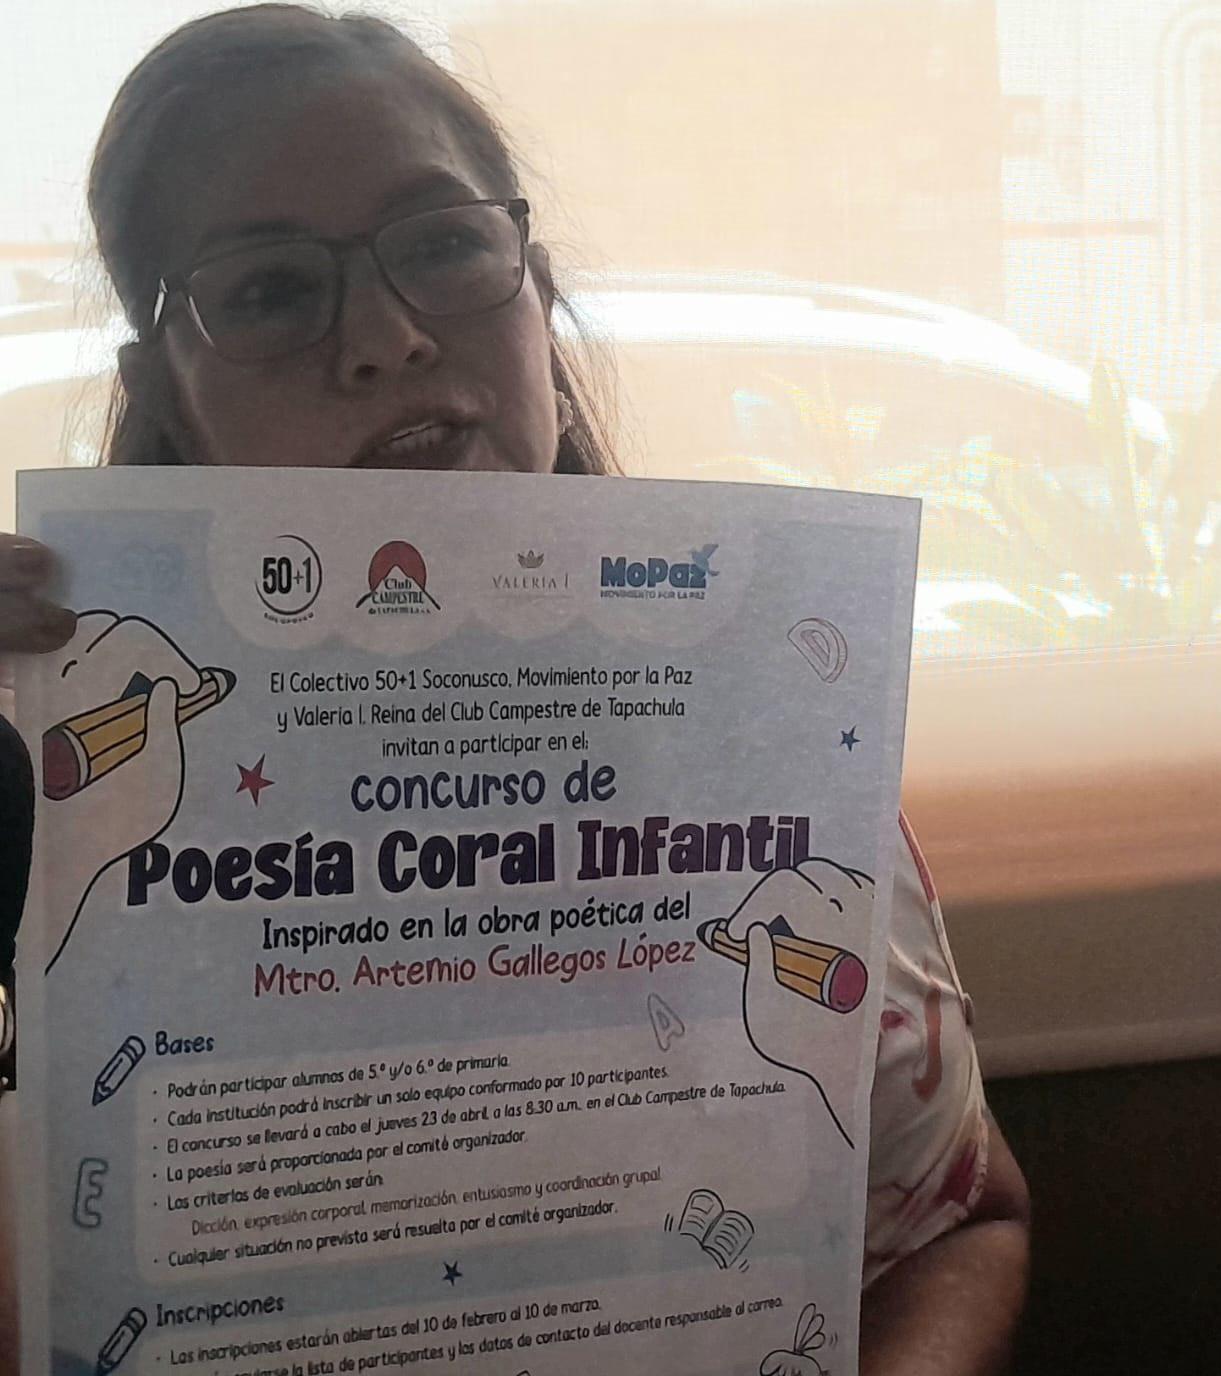 50+1
SOCONUSCO
Club
CAMPESTRE
de TAPACHULA A.C.
VALERIA I
MoPaz
MOVIMIENTO POR LA PAZ
D
El Colectivo 50+1 Soconusco, Movimiento por la Paz
y Valeria I, Reina del Club Campestre de Tapachula
invitan a participar en el:
concurso de
Poesía Coral Infantil
Inspirado en la obra poética del
Mtro. Artemio Gallegos López
A
Bases
· Podrán participar alumnos de 5.° y/o 6.° de primaria.
· Cada institución podrá inscribir un solo equipo conformado por 10 participantes.
· El concurso se llevará a cabo el jueves 23 de abril, a las 8:30 a.m., en el Club Campestre de Tapachula.
· La poesía será proporcionada por el comité organizador.
· Los criterios de evaluación serán:
Dicción, expresión corporal, memorización, entusiasmo y coordinación grupal.
· Cualquier situación no prevista será resuelta por el comité organizador.
E
Inscripciones
· Las inscripciones estarán abiertas del 10 de febrero al 10 de marzo.
la lista de participantes y los datos de contacto del docente responsable al correo: